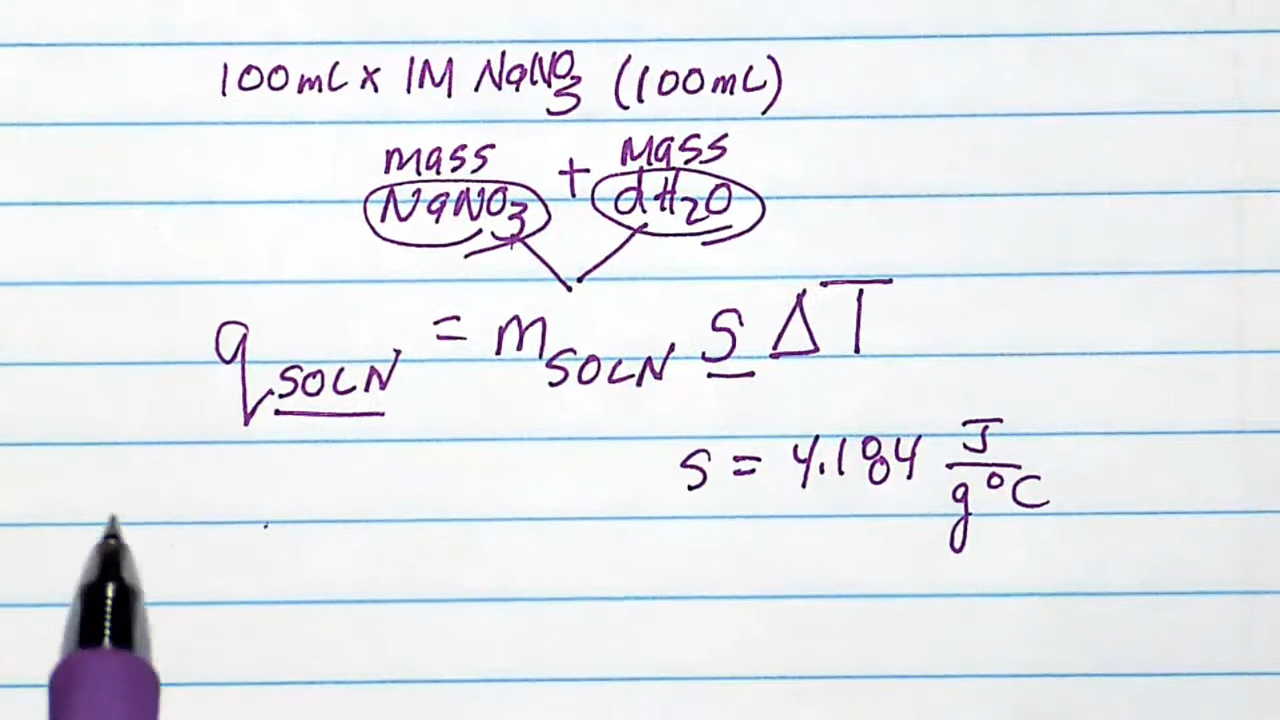 100mL x 1M NaNO3 (100mL)
mass + mass
NaNO3 dH2O
q SOLN = m SOLN s ΔT
s = 4.184 J/g°C